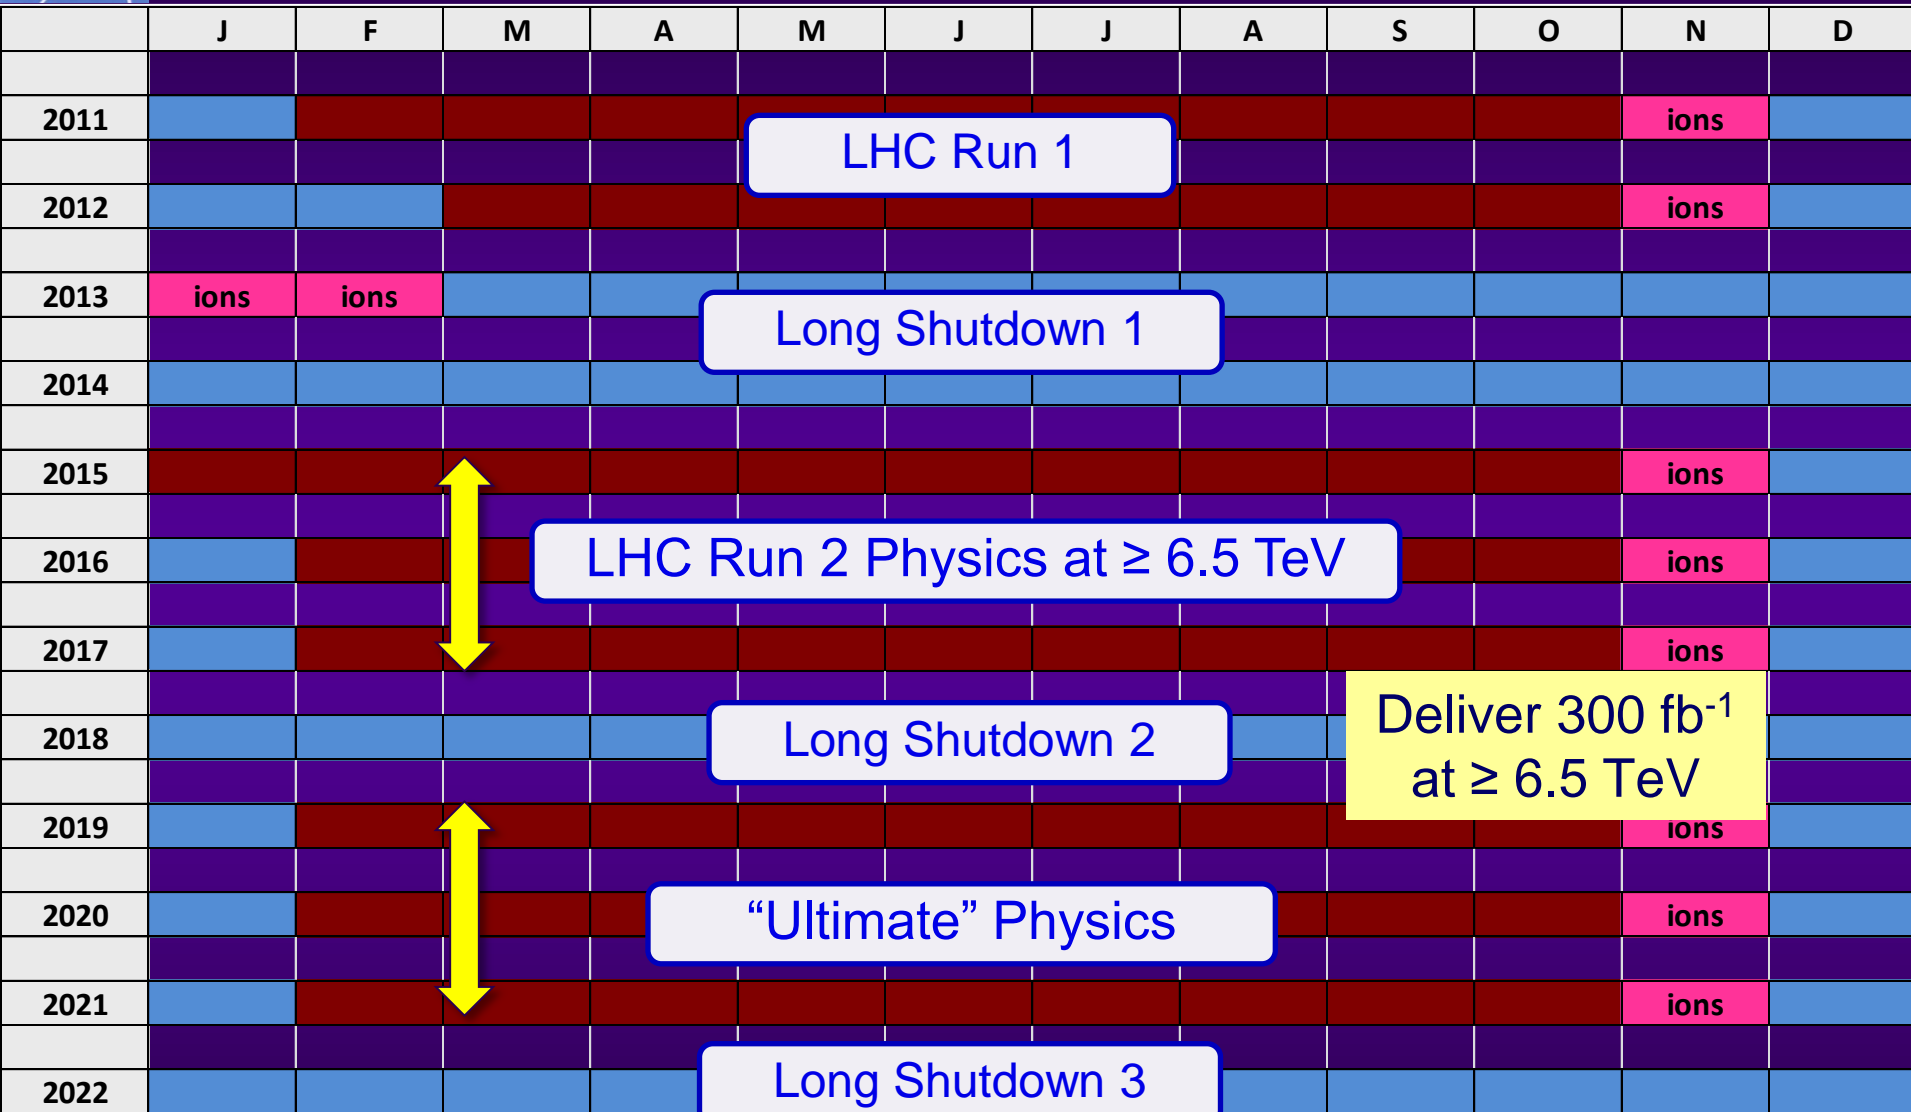 J F M A M J J A S O N D
2011 ions
LHC Run 1
2012 ions
2013 ions ions
Long Shutdown 1
2014
2015 ions
2016 LHC Run 2 Physics at ≥ 6.5 TeV ions
2017 ions
Deliver 300 fb-1
2018 Long Shutdown 2
at ≥ 6.5 TeV
2019 ions
2020 “Ultimate” Physics ions
2021 ions
Long Shutdown 3
2022